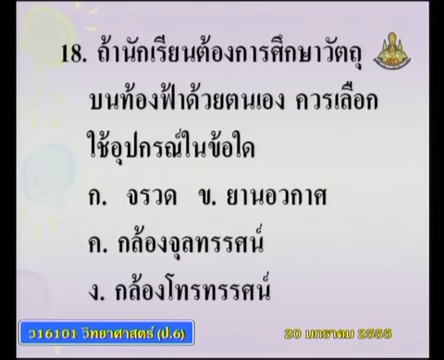 18. ถ้านักเรียนต้องการศึกษาวัตถุ
บนท้องฟ้าด้วยตนเอง ควรเลือก
ใช้อุปกรณ์ในข้อใด
ก. จรวด ข. ยานอวกาศ
ค. กล้องจุลทรรศน์
ง. กล้องโทรทรรศน์
ว16101 วิทยาศาสตร์ (ป.6) 20 มกราคม 2555